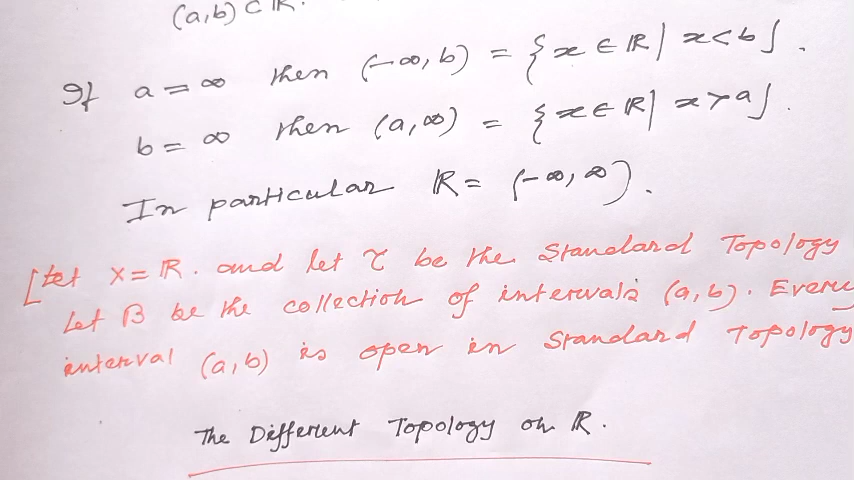 (a,b) ⊂ ℝ.
If a = ∞ then (-∞, b) = {x ∈ ℝ | x < b}.
b = ∞ then (a, ∞) = {x ∈ ℝ | x > a}.
In particular ℝ = (-∞, ∞).
[Let X = ℝ. and let τ be the Standard Topology
Let B be the collection of intervals (a,b). Every
interval (a,b) is open in Standard Topology
The Different Topology on ℝ.